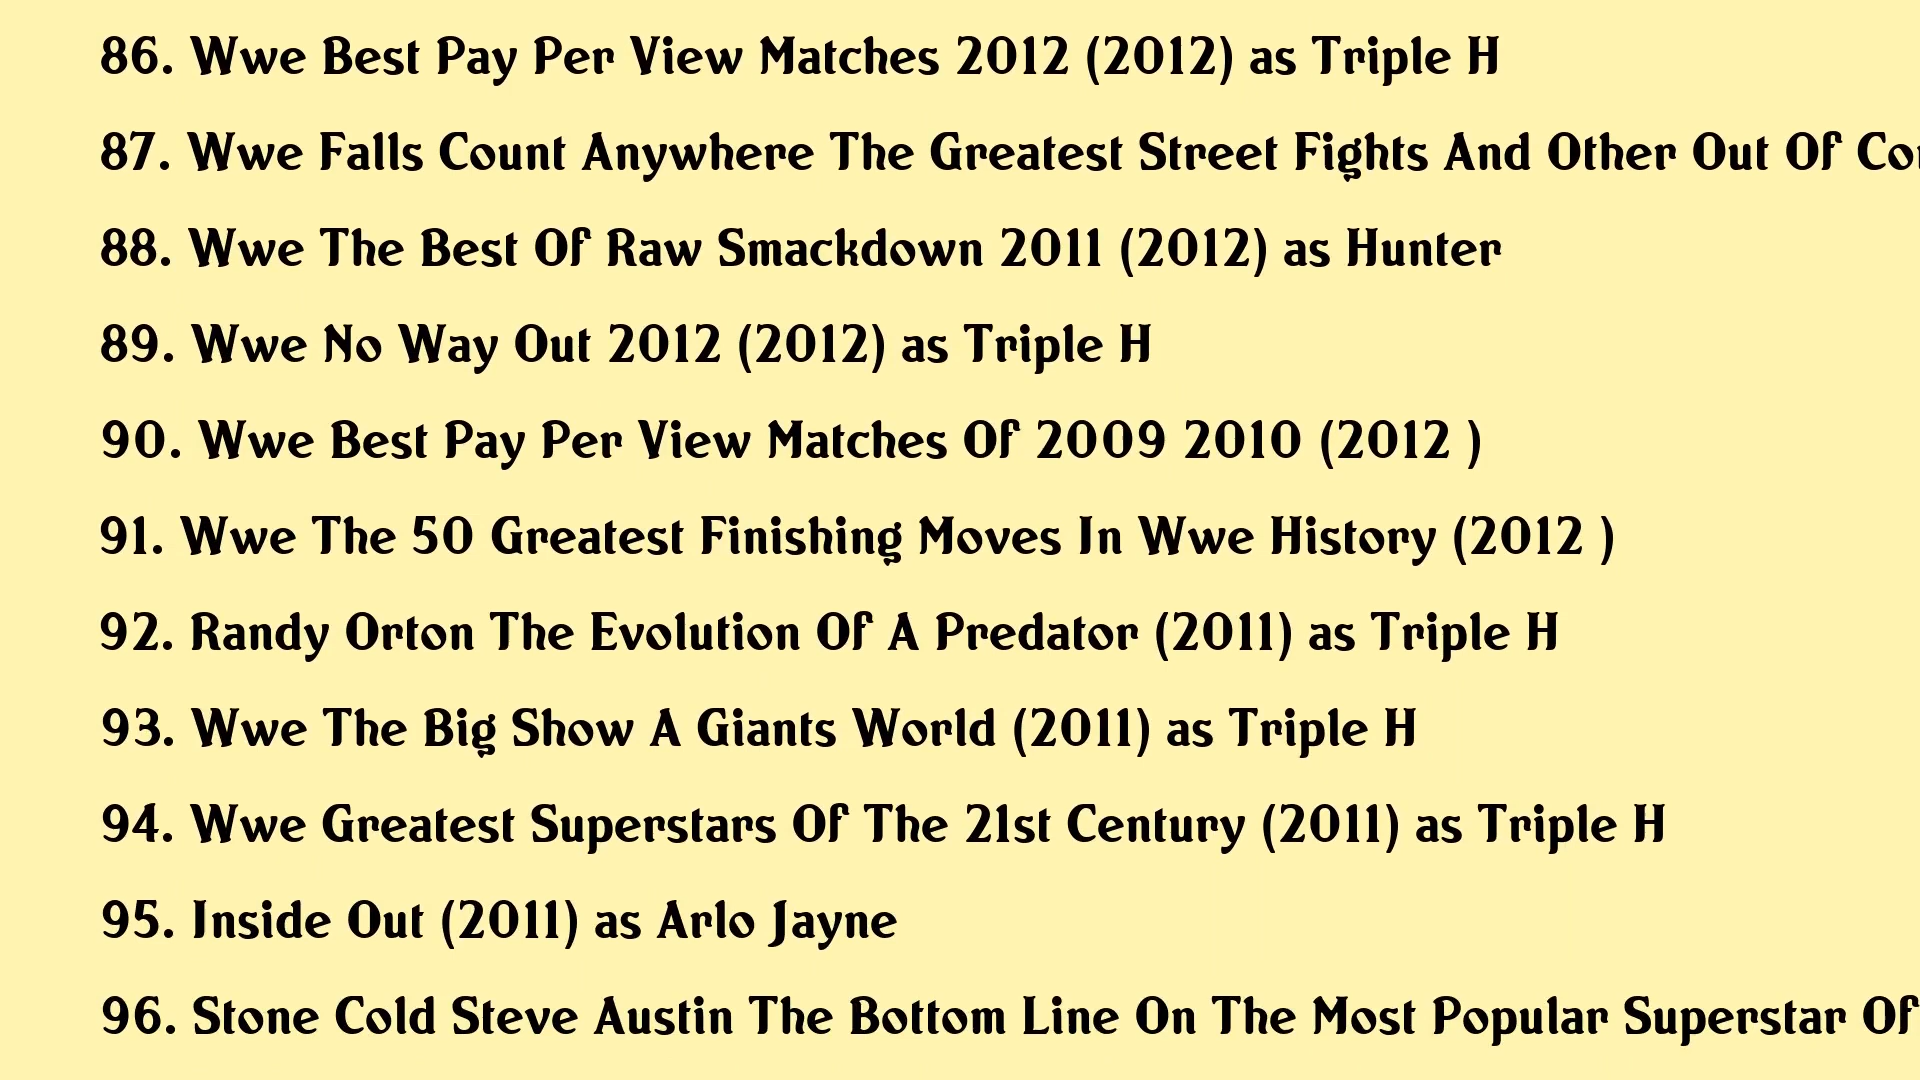 86. Wwe Best Pay Per View Matches 2012 (2012) as Triple H
87. Wwe Falls Count Anywhere The Greatest Street Fights And Other Out Of
88. Wwe The Best Of Raw Smackdown 2011 (2012) as Hunter
89. Wwe No Way Out 2012 (2012) as Triple H
90. Wwe Best Pay Per View Matches Of 2009 2010 (2012 )
91. Wwe The 50 Greatest Finishing Moves In Wwe History (2012 )
92. Randy Orton The Evolution Of A Predator (2011) as Triple H
93. Wwe The Big Show A Giants World (2011) as Triple H
94. Wwe Greatest Superstars Of The 21st Century (2011) as Triple H
95. Inside Out (2011) as Arlo Jayne
96. Stone Cold Steve Austin The Bottom Line On The Most Popular Superstar Of